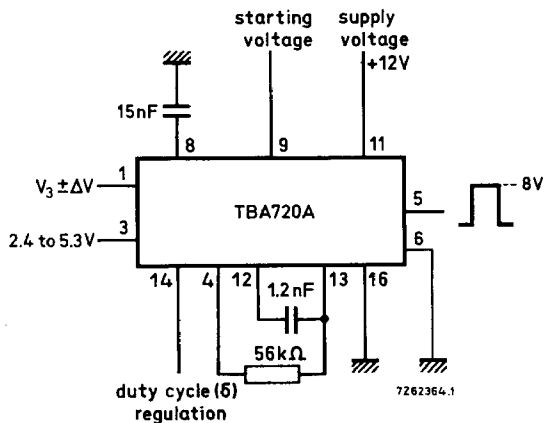 starting
voltage
supply
voltage
+12V
15nF
8
9
11
1
V3 ± ΔV
TBA720A
5
8V
3
2.4 to 5.3V
6
14
4
12
1.2nF
13
16
56kΩ
duty cycle (δ)
regulation
7262364.1